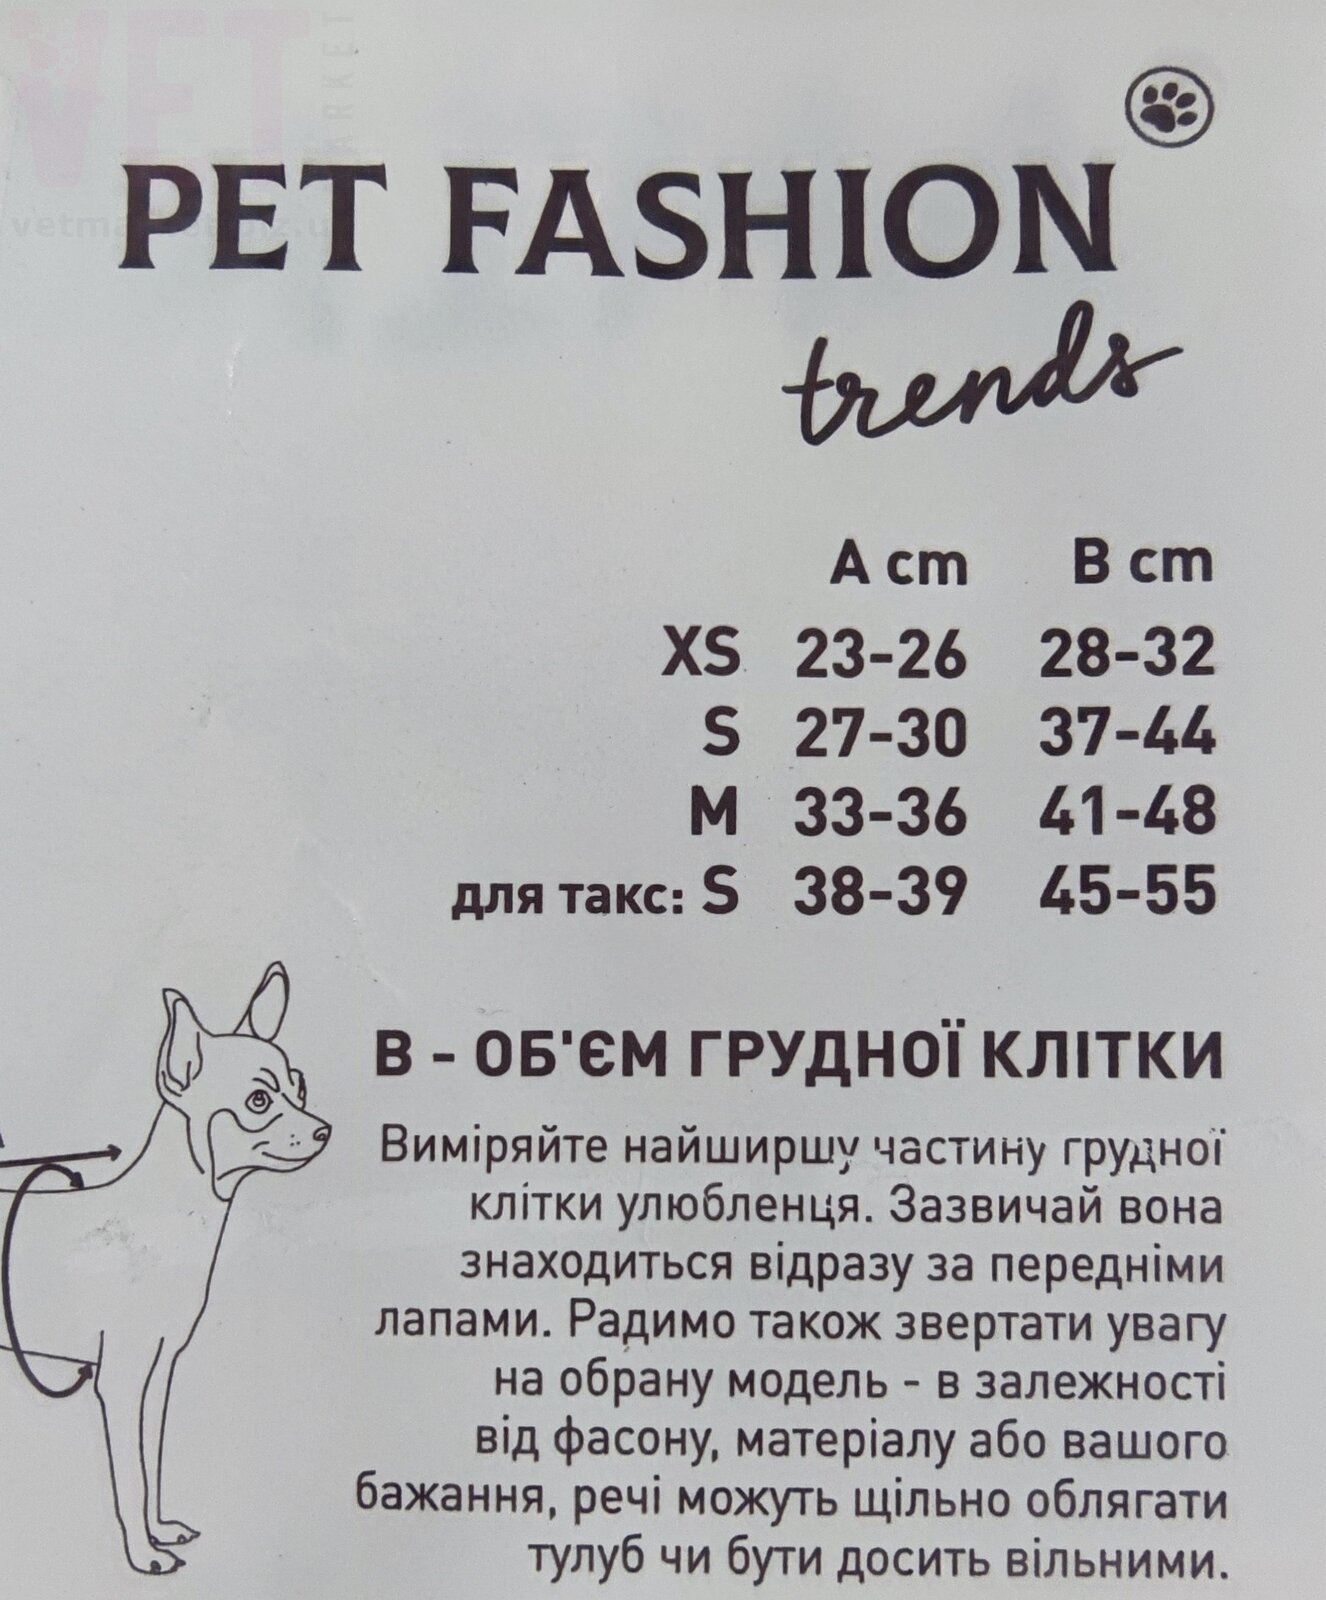 VET
MARKET
PET FASHION
trends
A cm B cm
XS 23-26 28-32
S 27-30 37-44
M 33-36 41-48
для такс: S 38-39 45-55
В - ОБ'ЄМ ГРУДНОЇ КЛІТКИ
Виміряйте найширшу частину грудної
клітки улюбленця. Зазвичай вона
знаходиться відразу за передніми
лапами. Радимо також звертати увагу
на обрану модель - в залежності
від фасону, матеріалу або вашого
бажання, речі можуть щільно облягати
тулуб чи бути досить вільними.